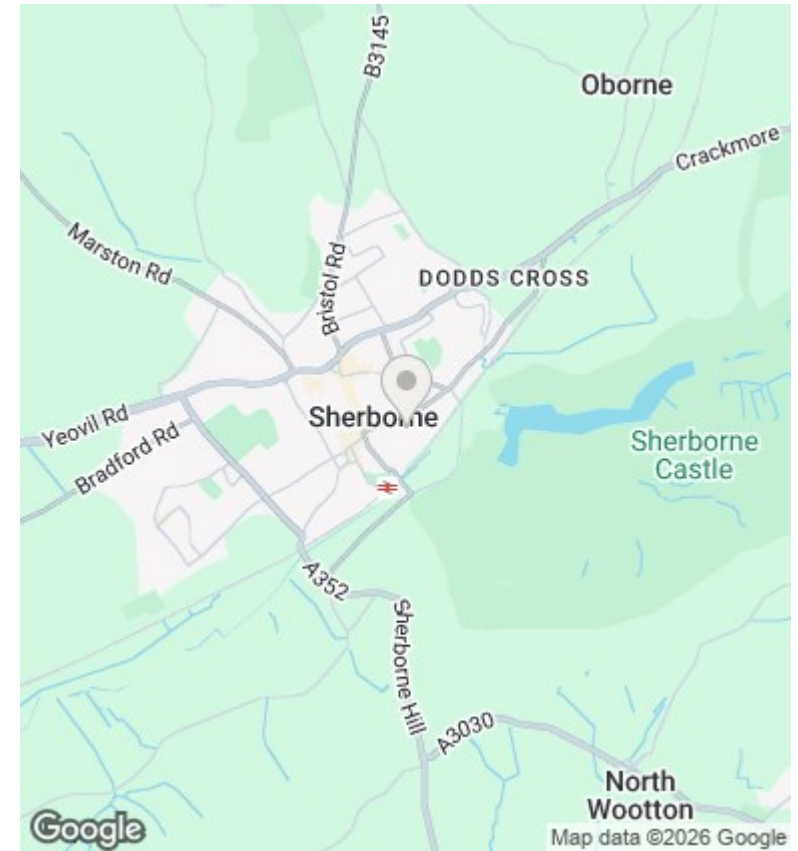 B3145
Oborne
Crackmore
Marston Rd
Bristol Rd
DODDS CROSS
Sherborne
Yeovil Rd
Bradford Rd
Sherborne
Castle
A352
Sherborne Hill
A3030
North
Wootton
Google
Map data ©2026 Google